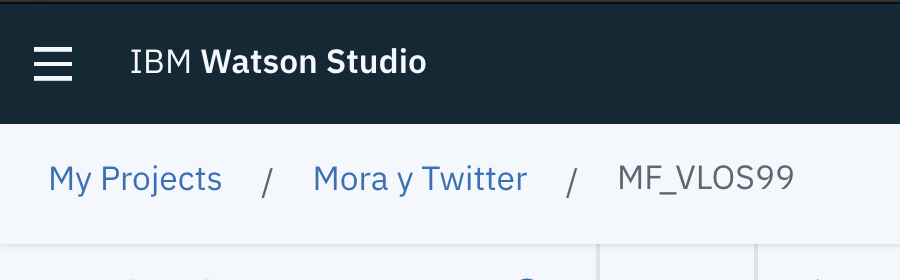 IBM Watson Studio
My Projects / Mora y Twitter / MF_VLOS99